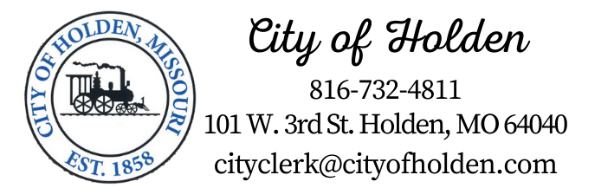 CITY OF HOLDEN, MISSOURI
EST. 1858
City of Holden
816-732-4811
101 W. 3rd St. Holden, MO 64040
cityclerk@cityofholden.com